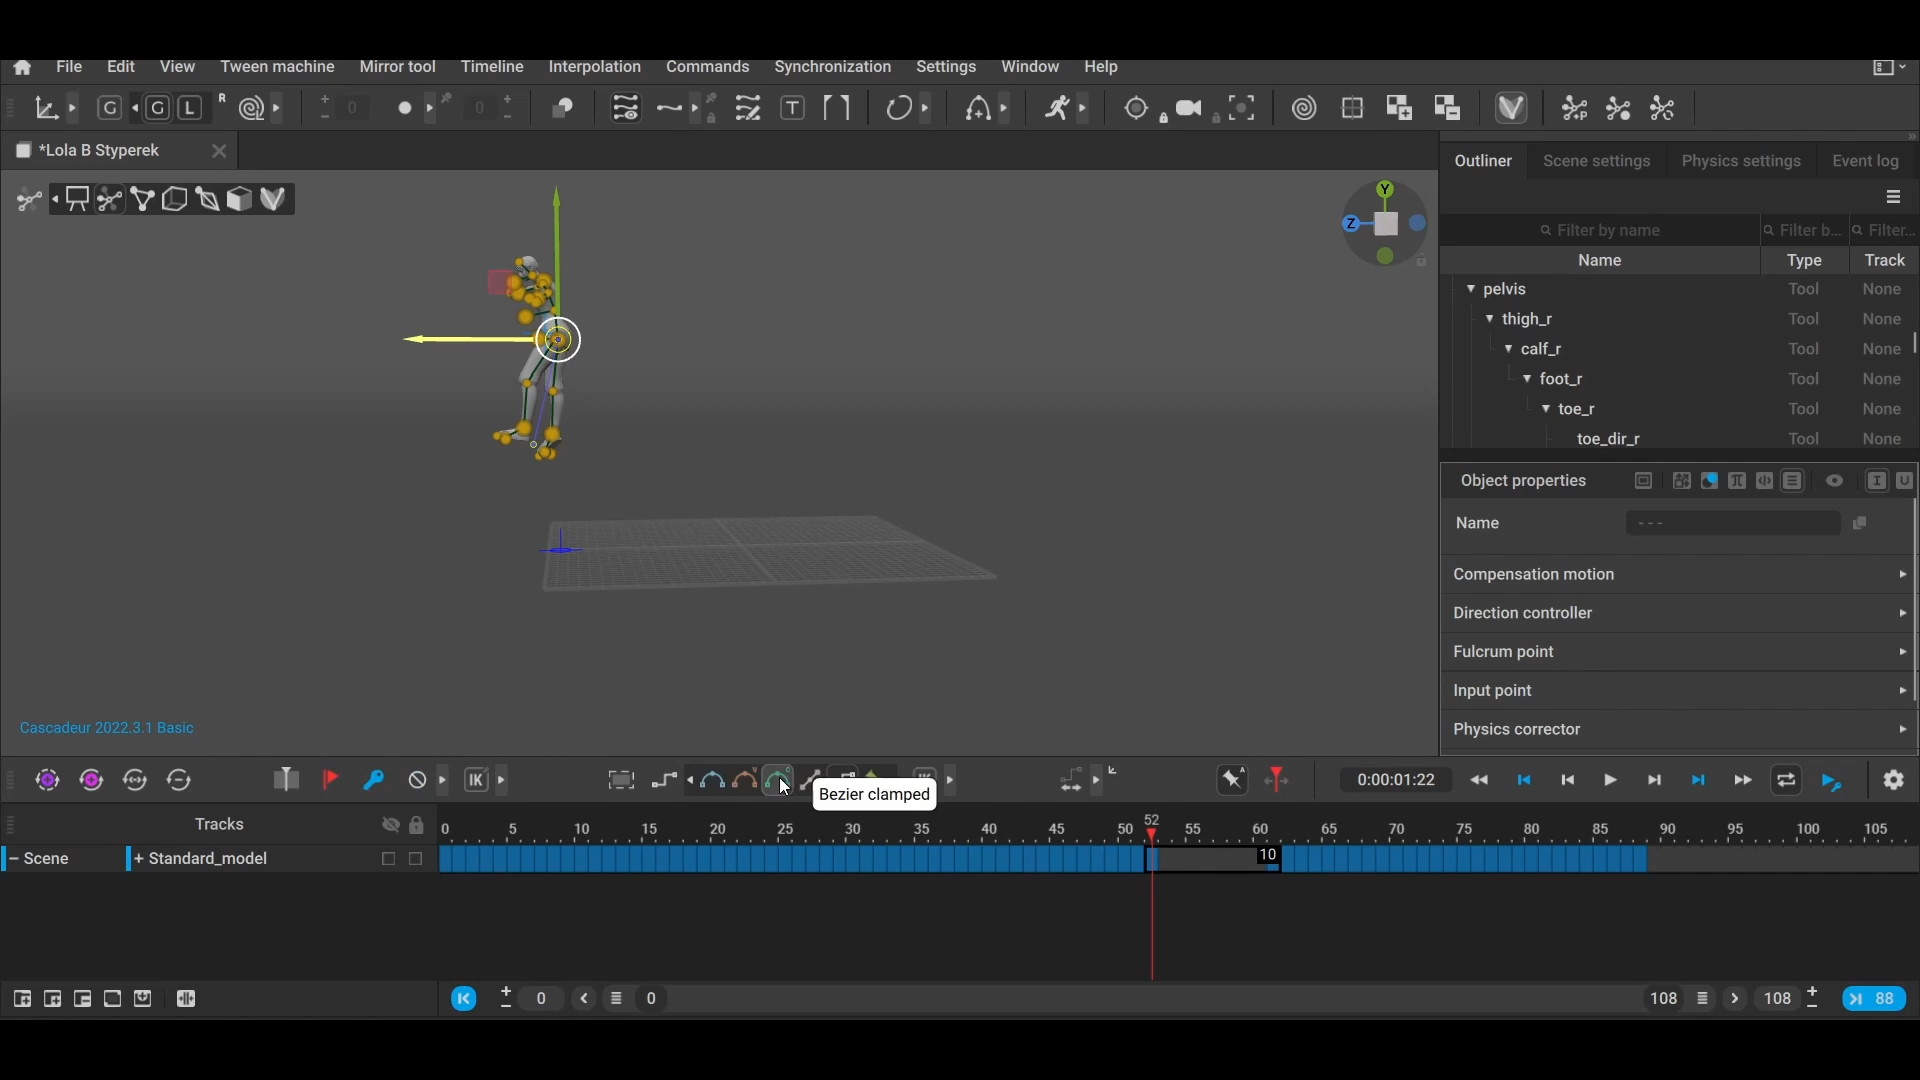 File Edit View Tween machine Mirror tool Timeline Interpolation Commands Synchronization Settings Window Help
G G L R 0 0 T
*Lola B Styperek
Outliner Scene settings Physics settings Event log
Y
Z
Filter by name Filter b... Filter...
Name Type Track
pelvis Tool None
thigh_r Tool None
calf_r Tool None
foot_r Tool None
toe_r Tool None
toe_dir_r Tool None
Object properties
Name ---
Compensation motion
Direction controller
Fulcrum point
Input point
Physics corrector
Cascadeur 2022.3.1 Basic
IK A 0:00:01:22
Bezier clamped
Tracks 0 5 10 15 20 25 30 35 40 45 50 52 55 60 65 70 75 80 85 90 95 100 105
Scene + Standard_model 10
0 0 108 108 88